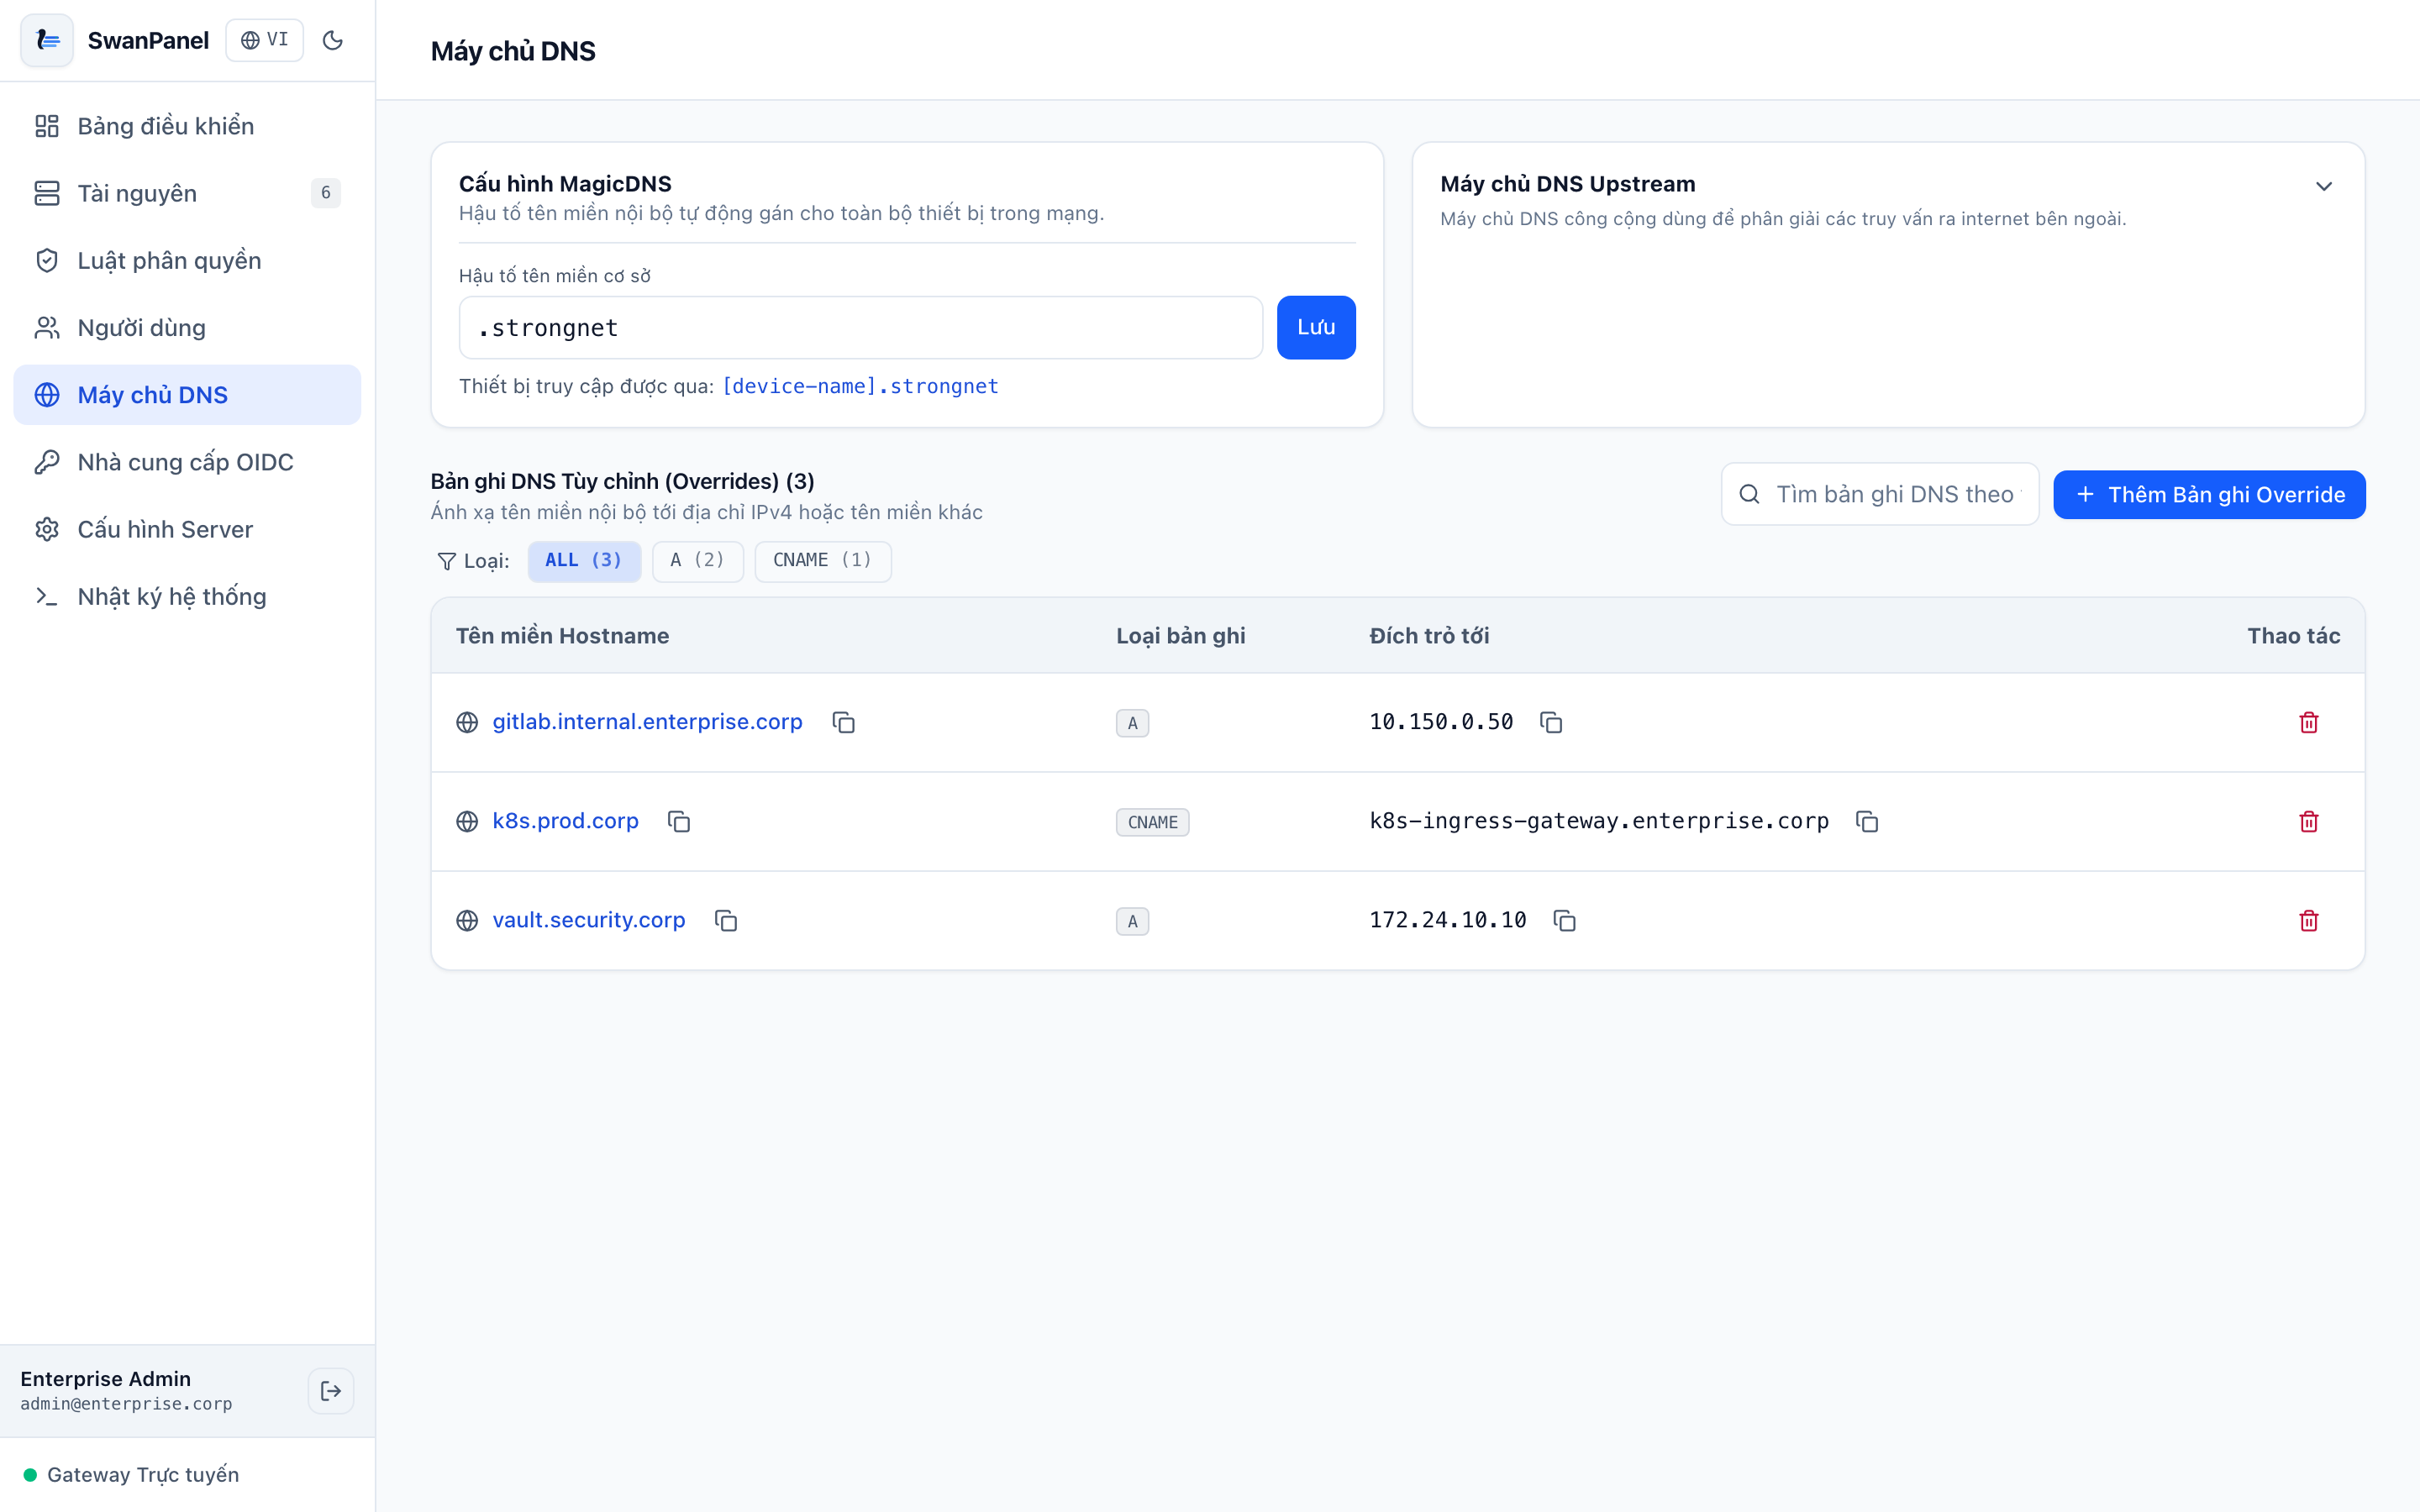 SwanPanel
VI
Bảng điều khiển
Tài nguyên
6
Luật phân quyền
Người dùng
Máy chủ DNS
Nhà cung cấp OIDC
Cấu hình Server
Nhật ký hệ thống
Enterprise Admin
admin@enterprise.corp
Gateway Trực tuyến
Máy chủ DNS
Cấu hình MagicDNS
Hậu tố tên miền nội bộ tự động gán cho toàn bộ thiết bị trong mạng.
Hậu tố tên miền cơ sở
.strongnet
Lưu
Thiết bị truy cập được qua: [device-name].strongnet
Máy chủ DNS Upstream
Máy chủ DNS công cộng dùng để phân giải các truy vấn ra internet bên ngoài.
Bản ghi DNS Tùy chỉnh (Overrides) (3)
Ánh xạ tên miền nội bộ tới địa chỉ IPv4 hoặc tên miền khác
Tìm bản ghi DNS theo
Thêm Bản ghi Override
Loại:
ALL (3)
A (2)
CNAME (1)
Tên miền Hostname
Loại bản ghi
Đích trỏ tới
Thao tác
gitlab.internal.enterprise.corp
A
10.150.0.50
k8s.prod.corp
CNAME
k8s-ingress-gateway.enterprise.corp
vault.security.corp
A
172.24.10.10